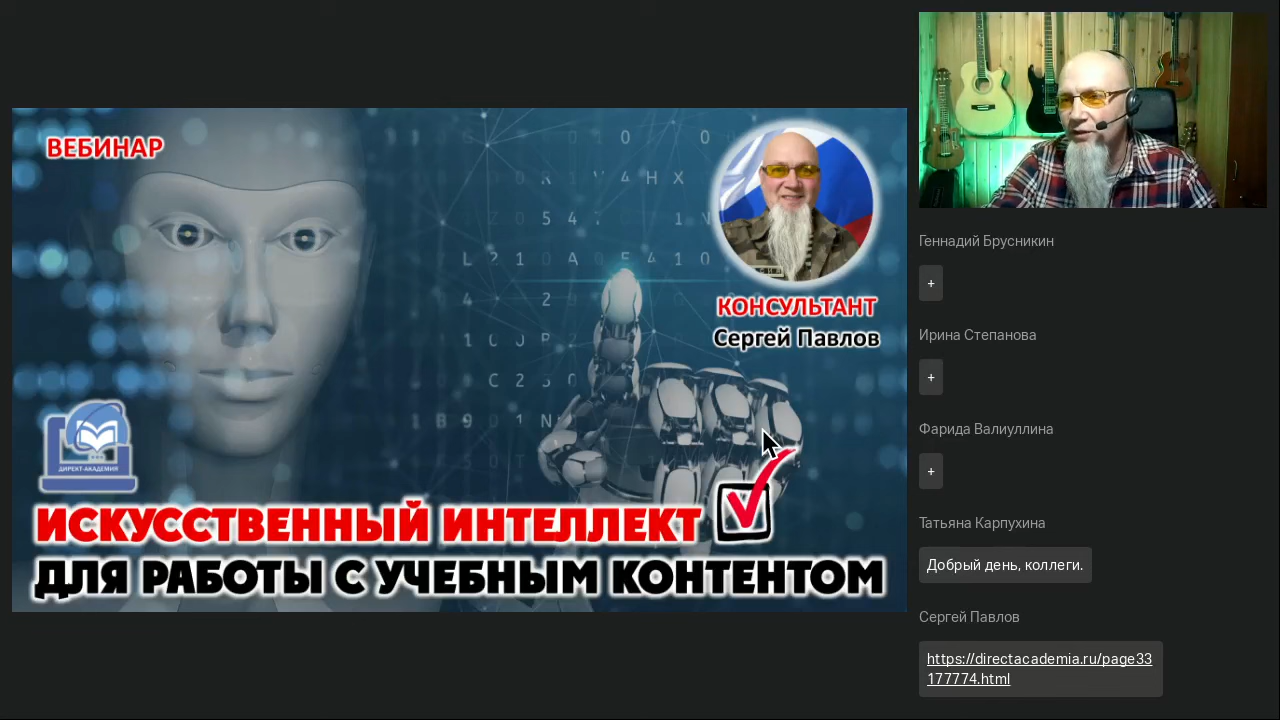 ВЕБИНАР
КОНСУЛЬТАНТ
Сергей Павлов
ДИРЕКТ-АКАДЕМИЯ
ИСКУССТВЕННЫЙ ИНТЕЛЛЕКТ
ДЛЯ РАБОТЫ С УЧЕБНЫМ КОНТЕНТОМ
Геннадий Брусникин
+
Ирина Степанова
+
Фарида Валиуллина
+
Татьяна Карпухина
Добрый день, коллеги.
Сергей Павлов
https://directacademia.ru/page33
177774.html